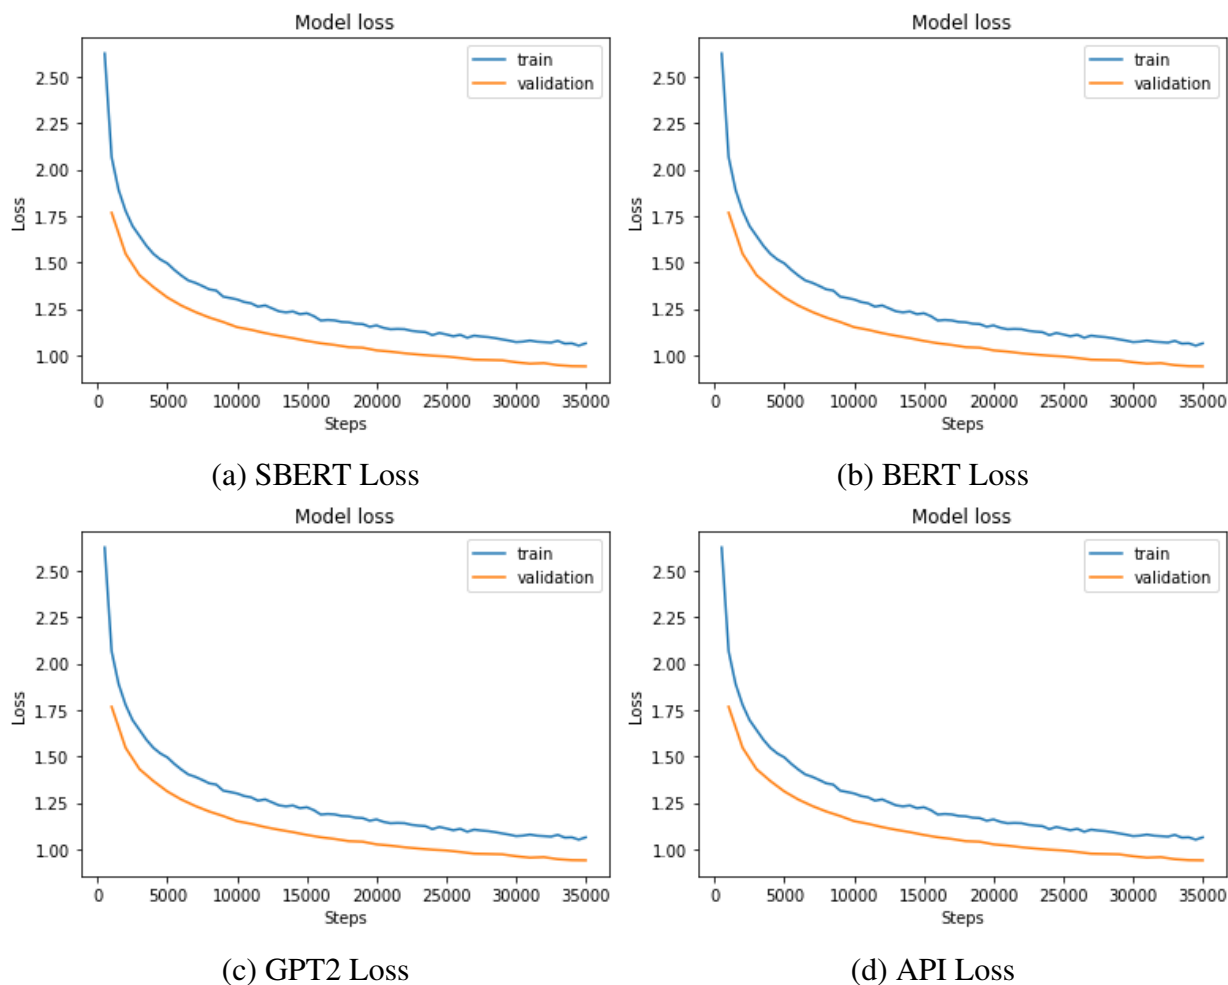 Model loss
train
validation
2.50
2.25
2.00
1.75
1.50
1.25
1.00
Loss
0 5000 10000 15000 20000 25000 30000 35000
Steps
(a) SBERT Loss
Model loss
train
validation
2.50
2.25
2.00
1.75
1.50
1.25
1.00
Loss
0 5000 10000 15000 20000 25000 30000 35000
Steps
(b) BERT Loss
Model loss
train
validation
2.50
2.25
2.00
1.75
1.50
1.25
1.00
Loss
0 5000 10000 15000 20000 25000 30000 35000
Steps
(c) GPT2 Loss
Model loss
train
validation
2.50
2.25
2.00
1.75
1.50
1.25
1.00
Loss
0 5000 10000 15000 20000 25000 30000 35000
Steps
(d) API Loss